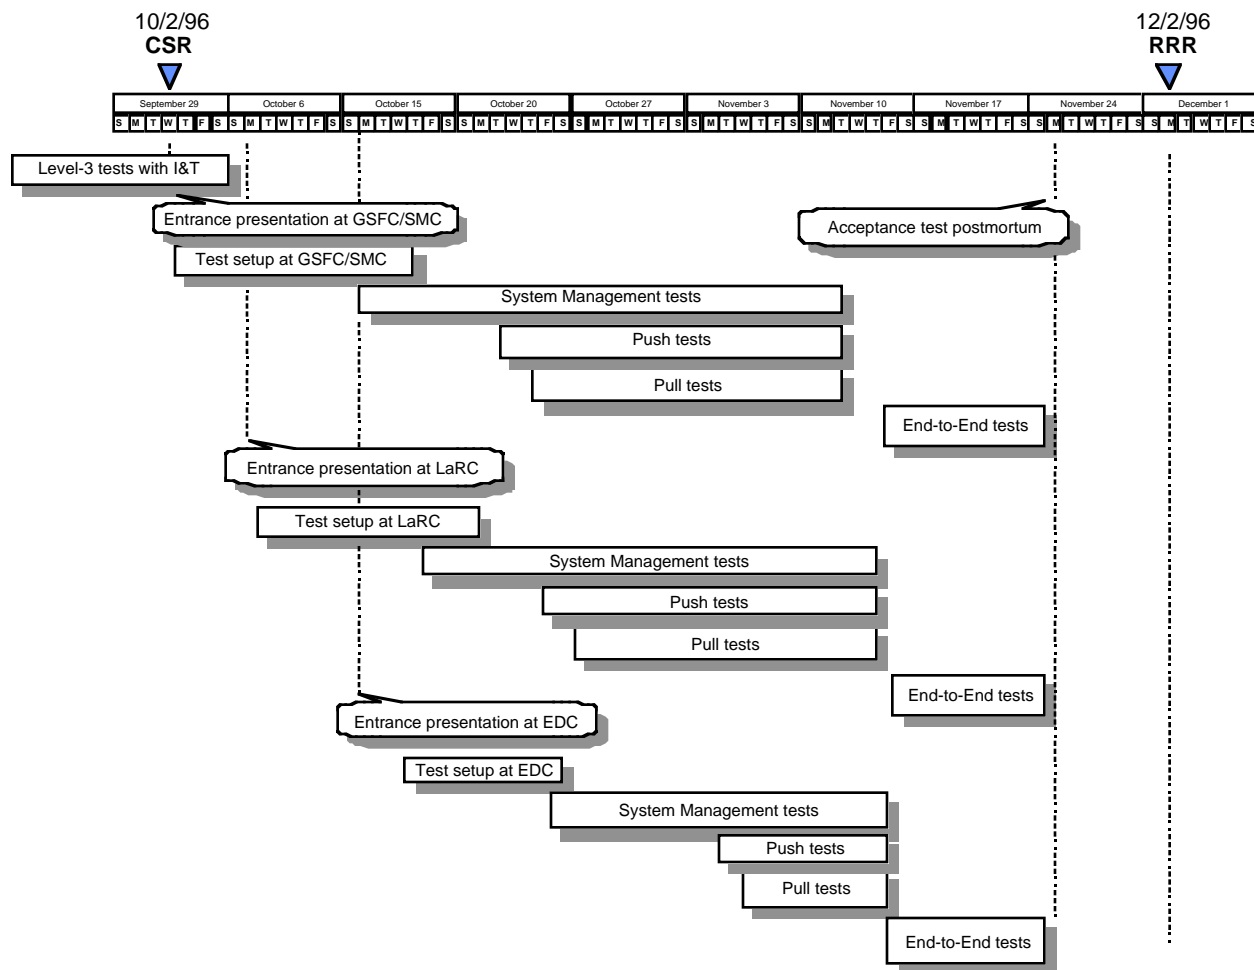 10/2/96
CSR
12/2/96
RRR
September 29 October 6 October 15 October 20 October 27 November 3 November 10 November 17 November 24 December 1
S M T W T F S S M T W T F S S M T W T F S S M T W T F S S M T W T F S S M T W T F S S M T W T F S S M T W T F S S M T W T F S S M T W T F S
Level-3 tests with I&T
Entrance presentation at GSFC/SMC
Acceptance test postmortum
Test setup at GSFC/SMC
System Management tests
Push tests
Pull tests
End-to-End tests
Entrance presentation at LaRC
Test setup at LaRC
System Management tests
Push tests
Pull tests
End-to-End tests
Entrance presentation at EDC
Test setup at EDC
System Management tests
Push tests
Pull tests
End-to-End tests